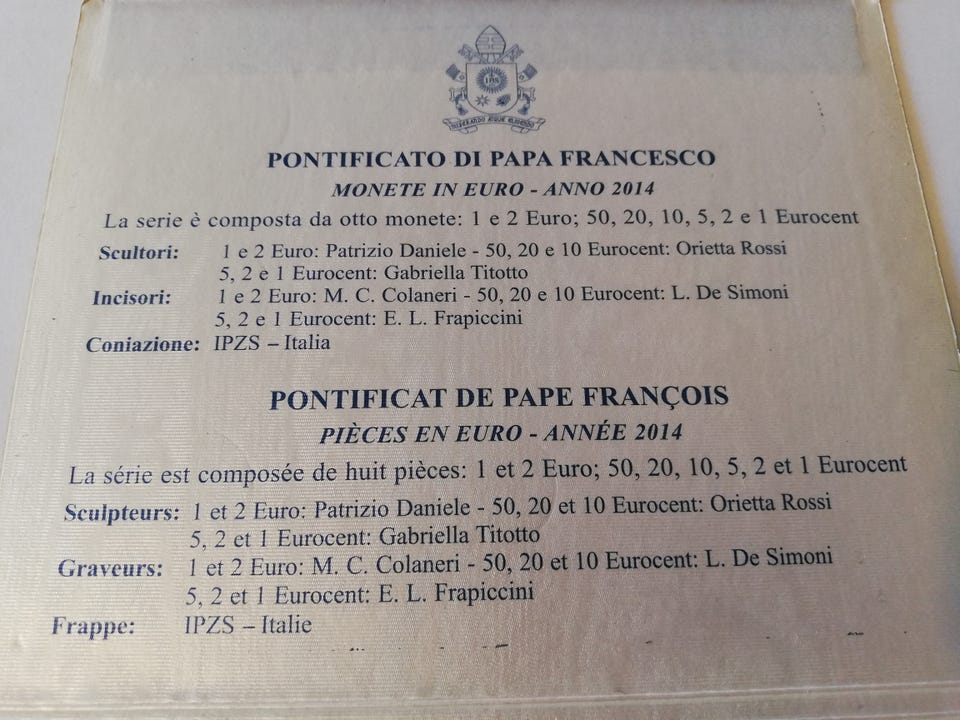 IHS
MISERANDO ATQUE ELIGENDO
PONTIFICATO DI PAPA FRANCESCO
MONETE IN EURO - ANNO 2014
La serie è composta da otto monete: 1 e 2 Euro; 50, 20, 10, 5, 2 e 1 Eurocent
Scultori: 1 e 2 Euro: Patrizio Daniele - 50, 20 e 10 Eurocent: Orietta Rossi
5, 2 e 1 Eurocent: Gabriella Titotto
Incisori: 1 e 2 Euro: M. C. Colaneri - 50, 20 e 10 Eurocent: L. De Simoni
5, 2 e 1 Eurocent: E. L. Frapiccini
Coniazione: IPZS – Italia
PONTIFICAT DE PAPE FRANÇOIS
PIÈCES EN EURO - ANNÉE 2014
La série est composée de huit pièces: 1 et 2 Euro; 50, 20, 10, 5, 2 et 1 Eurocent
Sculpteurs: 1 et 2 Euro: Patrizio Daniele - 50, 20 et 10 Eurocent: Orietta Rossi
5, 2 et 1 Eurocent: Gabriella Titotto
Graveurs: 1 et 2 Euro: M. C. Colaneri - 50, 20 et 10 Eurocent: L. De Simoni
5, 2 et 1 Eurocent: E. L. Frapiccini
Frappe: IPZS – Italie